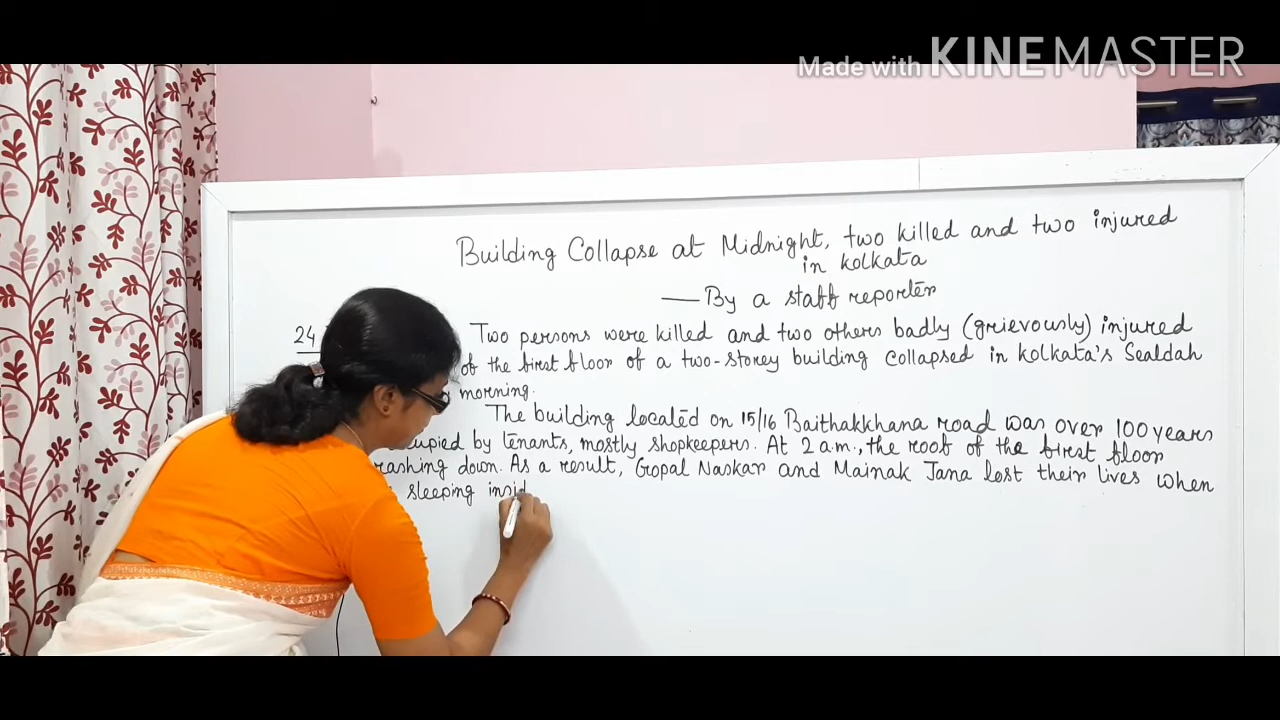 Made with KINEMASTER
Building Collapse at Midnight, two killed and two injured
in Kolkata
— By a staff reporter
24
Two persons were killed and two others badly (grievously) injured
of the first floor of a two-storey building collapsed in Kolkata's Sealdah
morning.
The building located on 15/16 Baithakkhana road was over 100 years
cupied by tenants, mostly shopkeepers. At 2 a.m., the roof of the first floor
rashing down. As a result, Gopal Naskar and Mainak Jana lost their lives when
sleeping insid